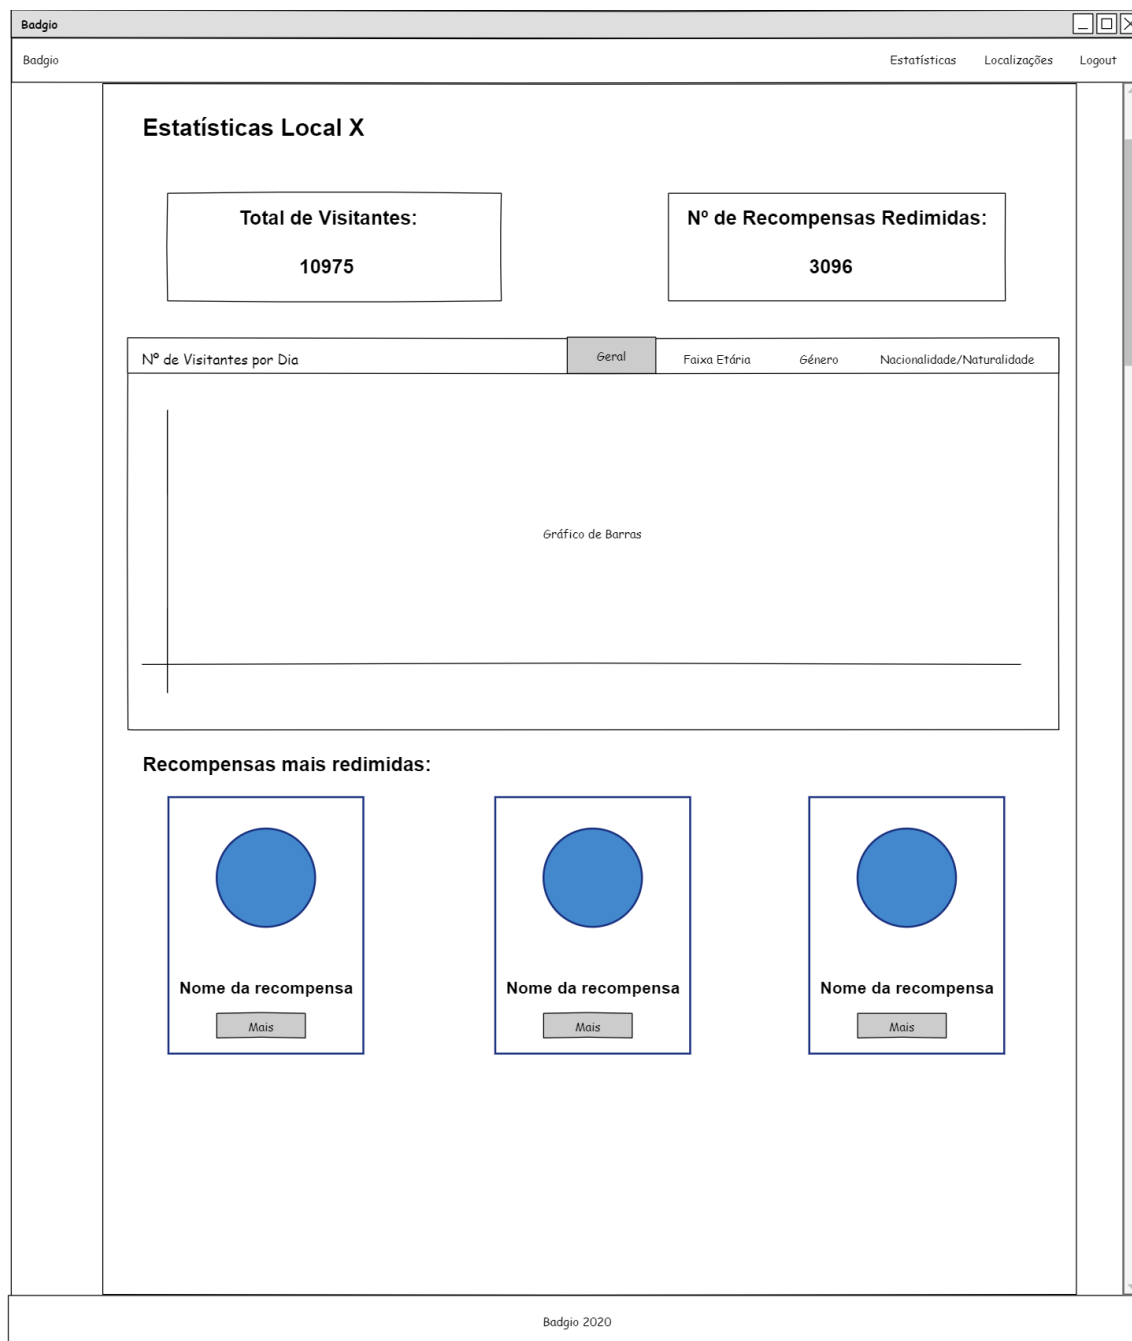 Badgio
Badgio
Estatísticas Localizações Logout
Estatísticas Local X
Total de Visitantes:
10975
Nº de Recompensas Redimidas:
3096
Nº de Visitantes por Dia
Geral Faixa Etária Género Nacionalidade/Naturalidade
Gráfico de Barras
Recompensas mais redimidas:
Nome da recompensa
Mais
Nome da recompensa
Mais
Nome da recompensa
Mais
Badgio 2020